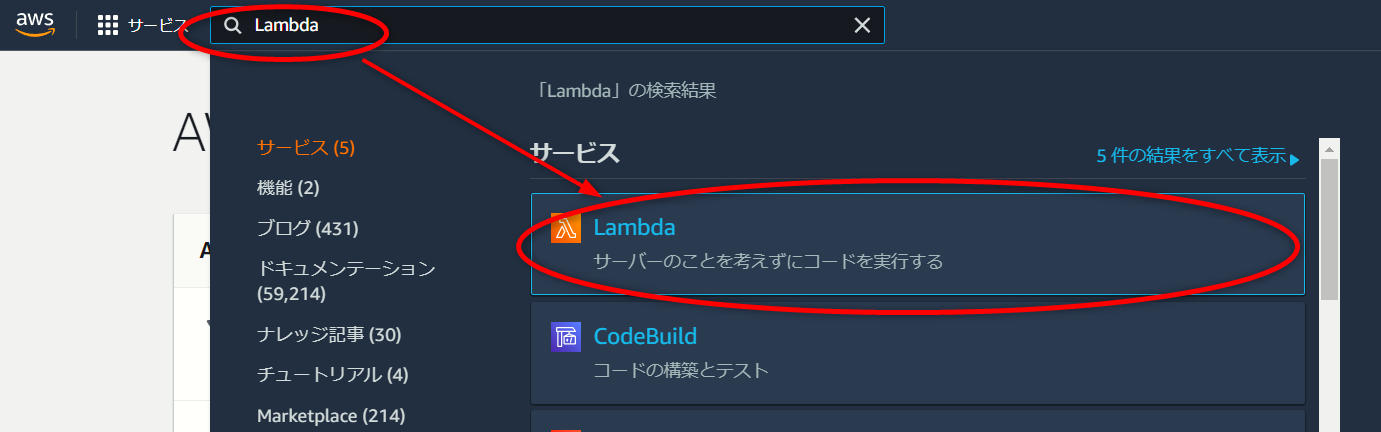 aws
サービス
Lambda
「Lambda」の検索結果
サービス (5)
機能 (2)
ブログ (431)
ドキュメンテーション
(59,214)
ナレッジ記事 (30)
チュートリアル (4)
Marketplace (214)
サービス
5 件の結果をすべて表示
Lambda
サーバーのことを考えずにコードを実行する
CodeBuild
コードの構築とテスト